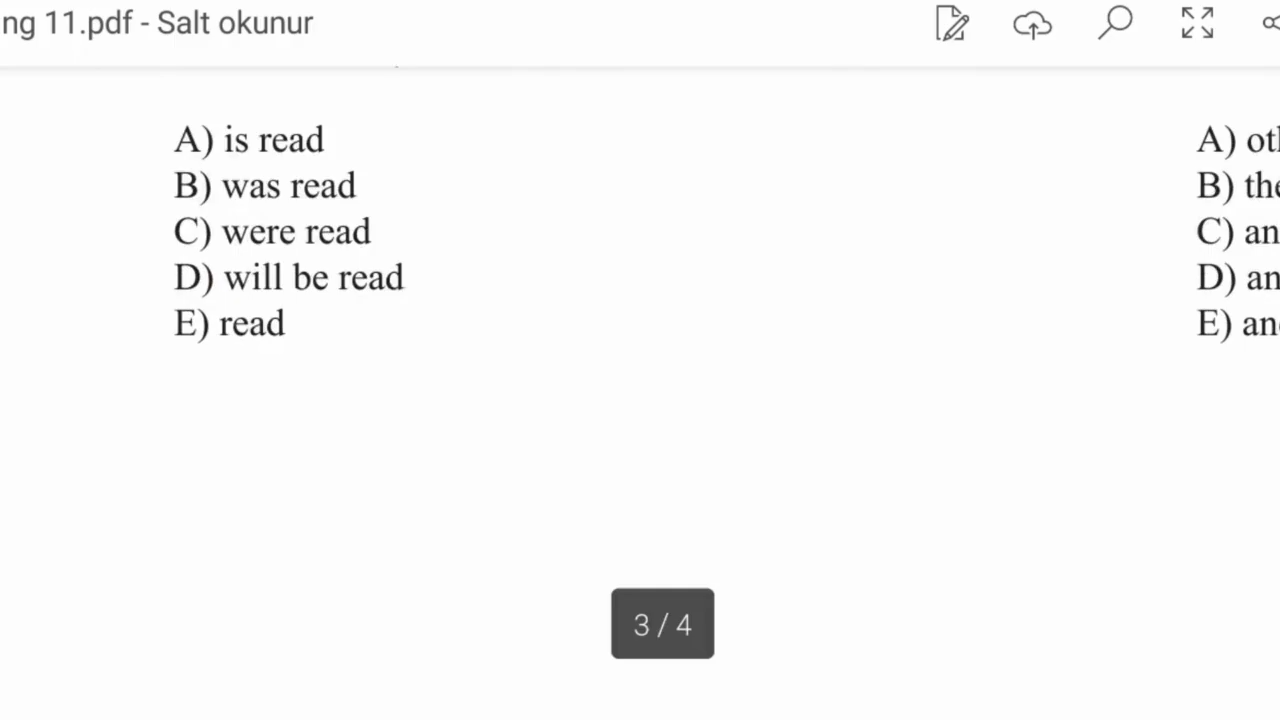 ng 11.pdf - Salt okunur
A) is read
B) was read
C) were read
D) will be read
E) read
A)
B)
C)
D)
E)
3 / 4